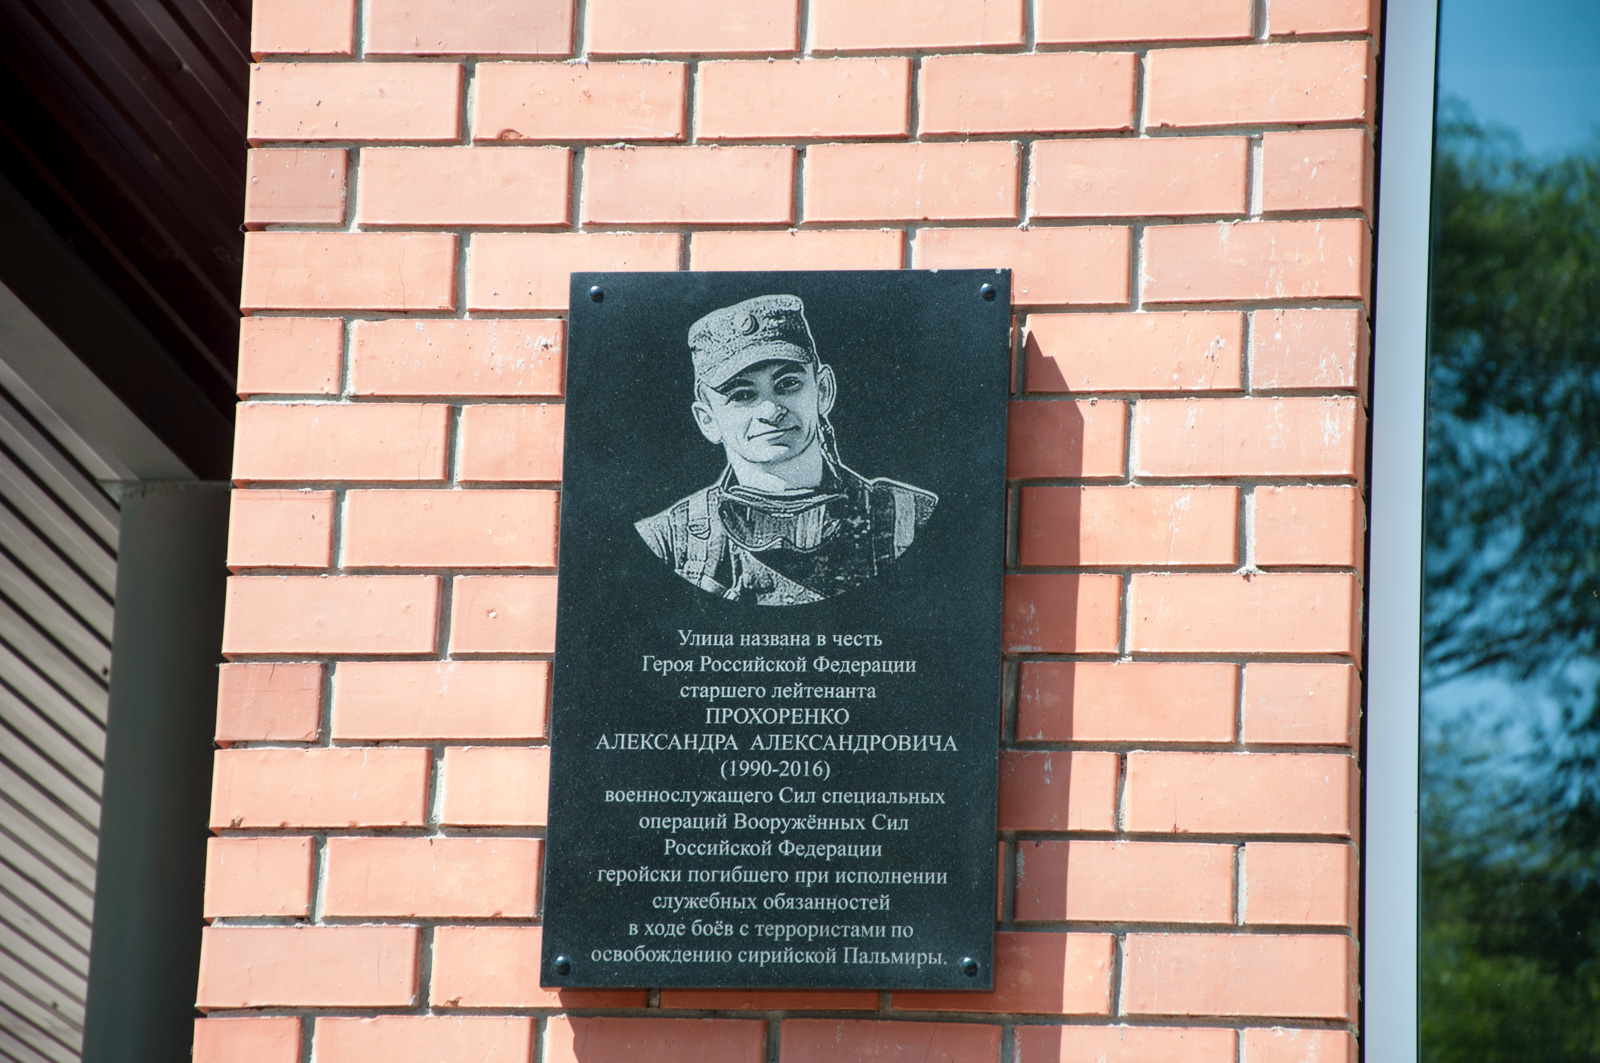 Улица названа в честь
Героя Российской Федерации
старшего лейтенанта
ПРОХОРЕНКО
АЛЕКСАНДРА АЛЕКСАНДРОВИЧА
(1990-2016)
военнослужащего Сил специальных
операций Вооружённых Сил
Российской Федерации
геройски погибшего при исполнении
служебных обязанностей
в ходе боёв с террористами по
освобождению сирийской Пальмиры.